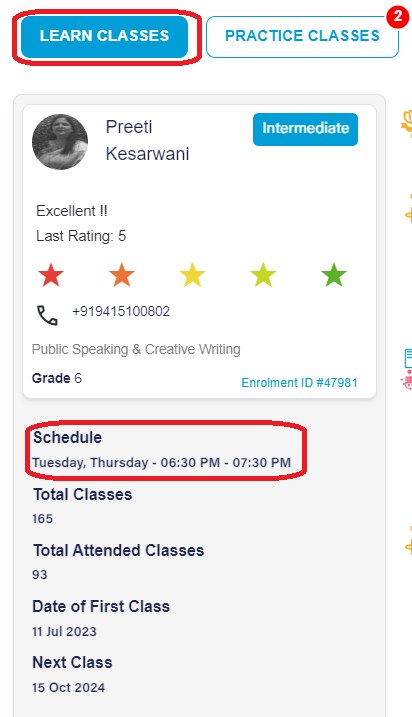 LEARN CLASSES
PRACTICE CLASSES
2
Preeti
Kesarwani
Intermediate
Excellent !!
Last Rating: 5
+919415100802
Public Speaking & Creative Writing
Grade 6
Enrolment ID #47981
Schedule
Tuesday, Thursday - 06:30 PM - 07:30 PM
Total Classes
165
Total Attended Classes
93
Date of First Class
11 Jul 2023
Next Class
15 Oct 2024